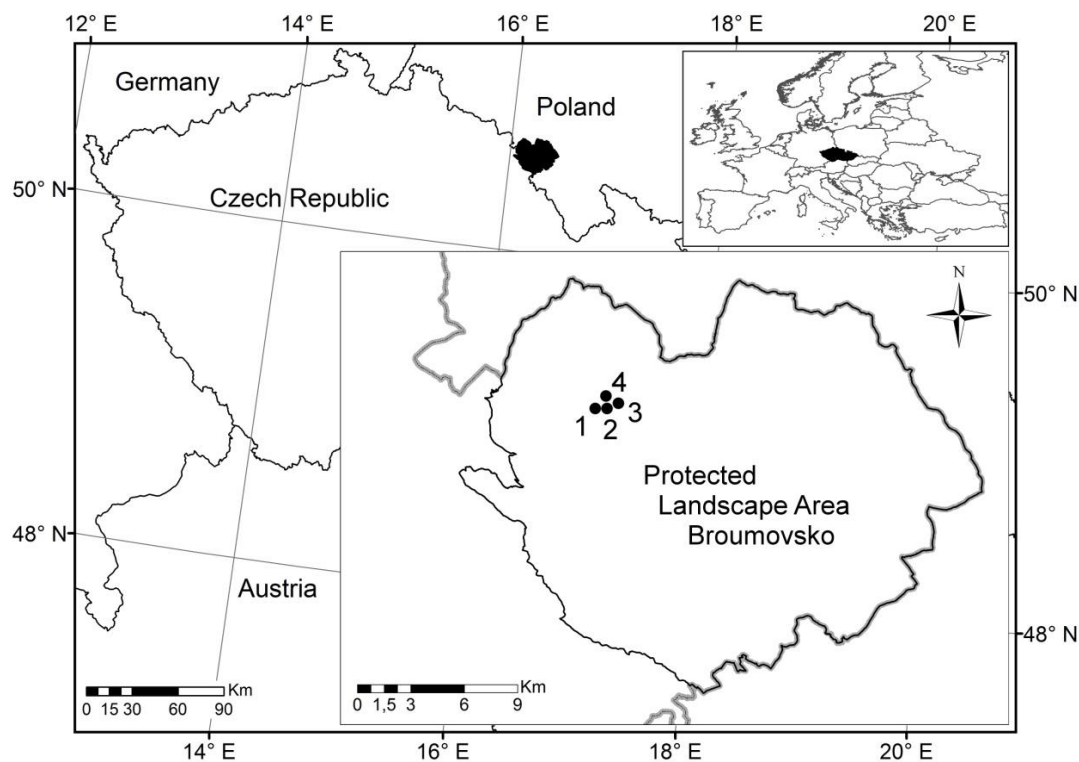 12° E
14° E
16° E
18° E
20° E
Germany
Poland
50° N
Czech Republic
50° N
N
4
1
2
3
Protected
Landscape Area
Broumovsko
48° N
Austria
48° N
Km
0 15 30 60 90
Km
0 1,5 3 6 9
14° E
16° E
18° E
20° E